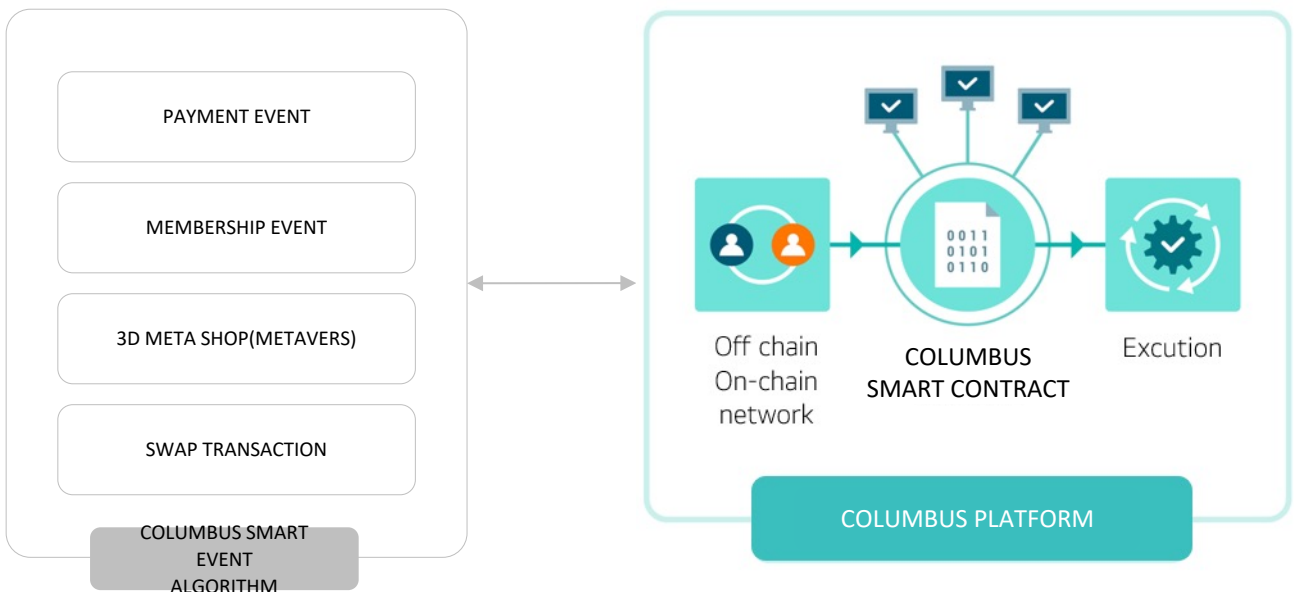 PAYMENT EVENT
MEMBERSHIP EVENT
3D META SHOP(METAVERS)
SWAP TRANSACTION
COLUMBUS SMART
EVENT
ALGORITHM
0011
0101
0110
Off chain
On-chain
network
COLUMBUS
SMART CONTRACT
Excution
COLUMBUS PLATFORM